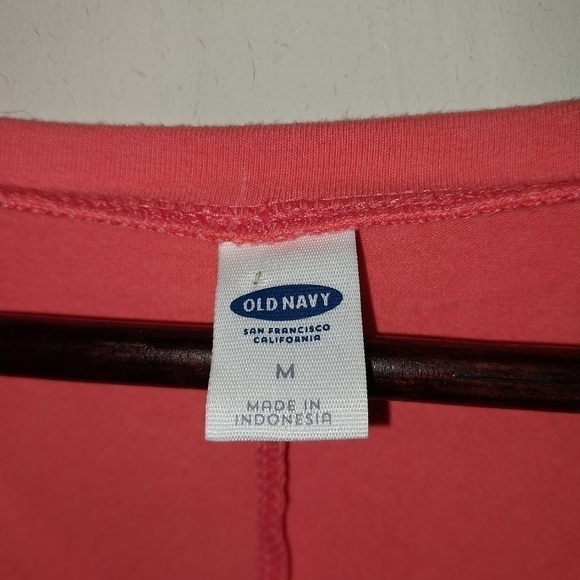 OLD NAVY
SAN FRANCISCO
CALIFORNIA
M
MADE IN
INDONESIA